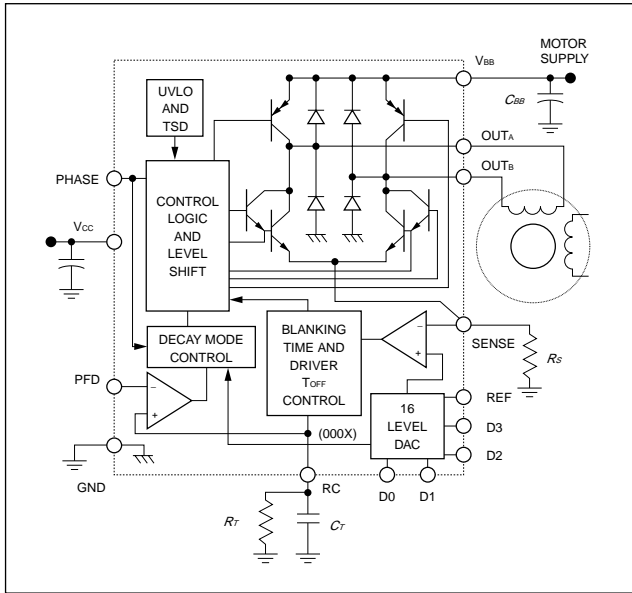 MOTOR
SUPPLY
VBB
CBB
UVLO
AND
TSD
OUTA
OUTB
PHASE
CONTROL
LOGIC
AND
LEVEL
SHIFT
VCC
DECAY MODE
CONTROL
BLANKING
TIME AND
DRIVER
TOFF
CONTROL
−
+
SENSE
RS
PFD
−
+
16
LEVEL
DAC
REF
D3
D2
(000X)
GND
RC
D0
D1
RT
CT